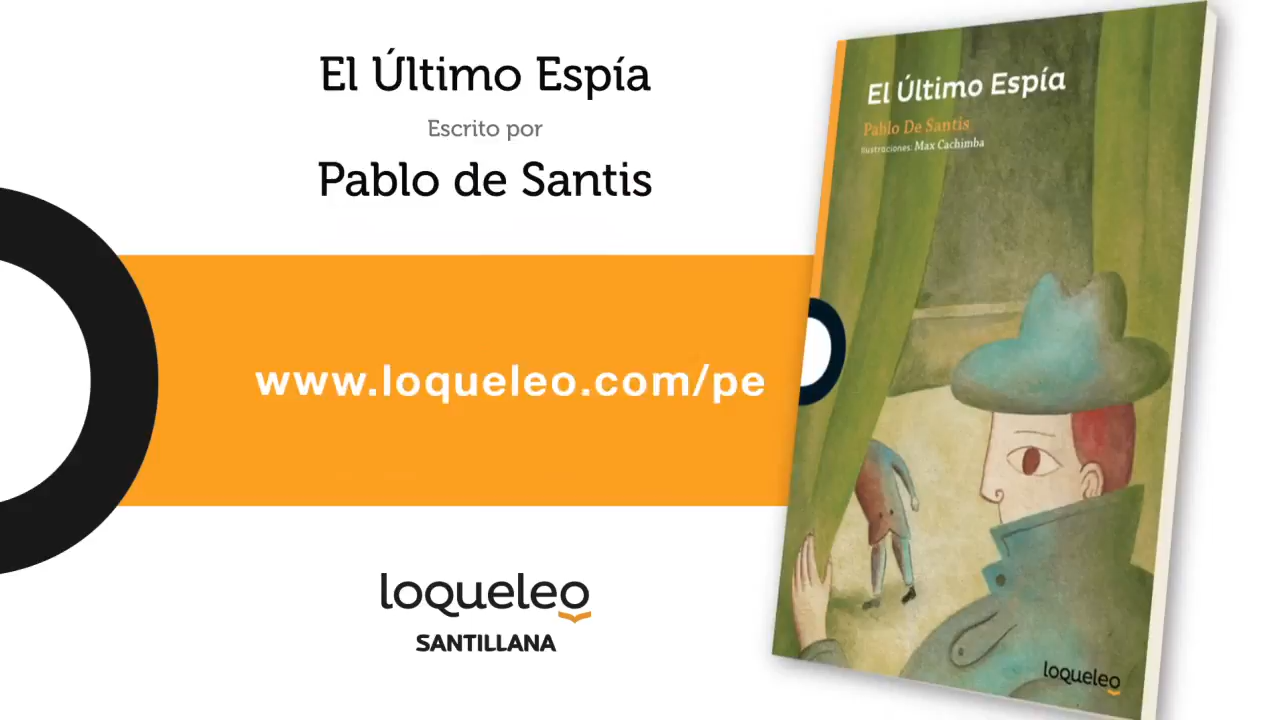 El Último Espía
Escrito por
Pablo de Santis
www.loqueleo.com/pe
loqueleo
SANTILLANA
El Último Espía
Pablo De Santis
Ilustraciones: Max Cachimba
loqueleo